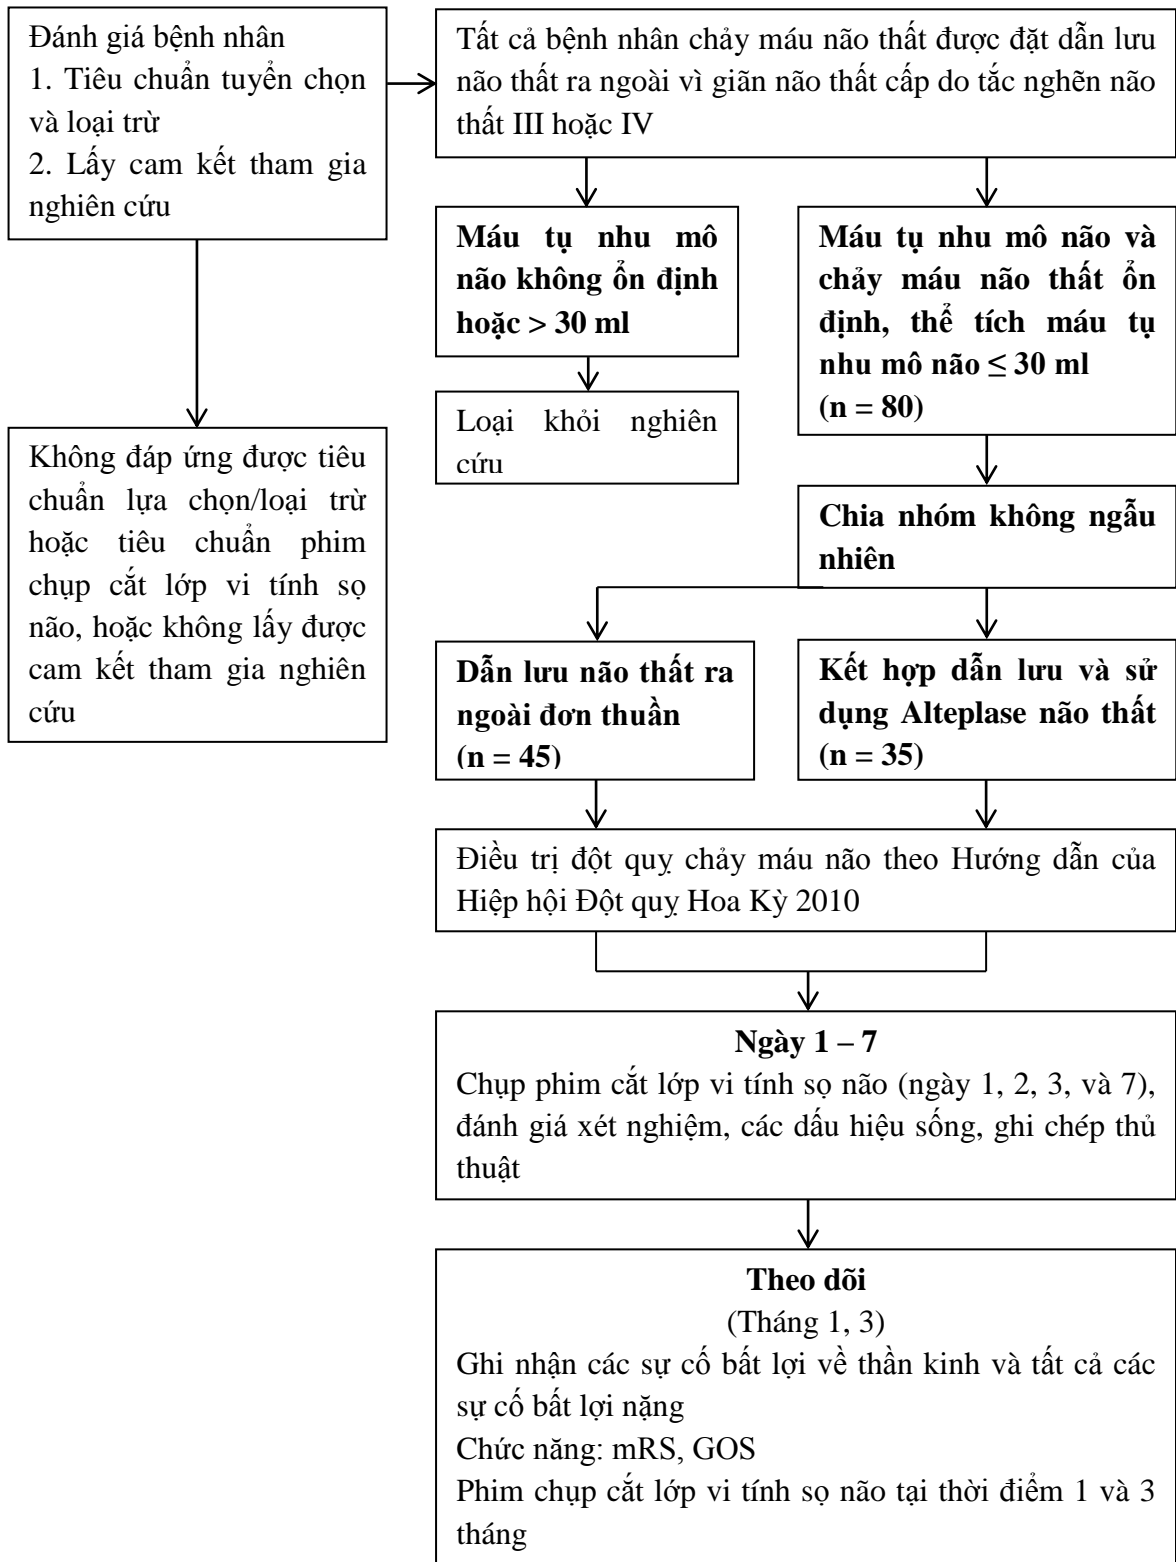 Đánh giá bệnh nhân
1. Tiêu chuẩn tuyển chọn
và loại trừ
2. Lấy cam kết tham gia
nghiên cứu
Tất cả bệnh nhân chảy máu não thất được đặt dẫn lưu
não thất ra ngoài vì giãn não thất cấp do tắc nghẽn não
thất III hoặc IV
Máu tụ nhu mô
não không ổn định
hoặc > 30 ml
Máu tụ nhu mô não và
chảy máu não thất ổn
định, thể tích máu tụ
nhu mô não ≤ 30 ml
(n = 80)
Loại khỏi nghiên
cứu
Không đáp ứng được tiêu
chuẩn lựa chọn/loại trừ
hoặc tiêu chuẩn phim
chụp cắt lớp vi tính sọ
não, hoặc không lấy được
cam kết tham gia nghiên
cứu
Chia nhóm không ngẫu
nhiên
Dẫn lưu não thất ra
ngoài đơn thuần
(n = 45)
Kết hợp dẫn lưu và sử
dụng Alteplase não thất
(n = 35)
Điều trị đột quỵ chảy máu não theo Hướng dẫn của
Hiệp hội Đột quỵ Hoa Kỳ 2010
Ngày 1 – 7
Chụp phim cắt lớp vi tính sọ não (ngày 1, 2, 3, và 7),
đánh giá xét nghiệm, các dấu hiệu sống, ghi chép thủ
thuật
Theo dõi
(Tháng 1, 3)
Ghi nhận các sự cố bất lợi về thần kinh và tất cả các
sự cố bất lợi nặng
Chức năng: mRS, GOS
Phim chụp cắt lớp vi tính sọ não tại thời điểm 1 và 3
tháng